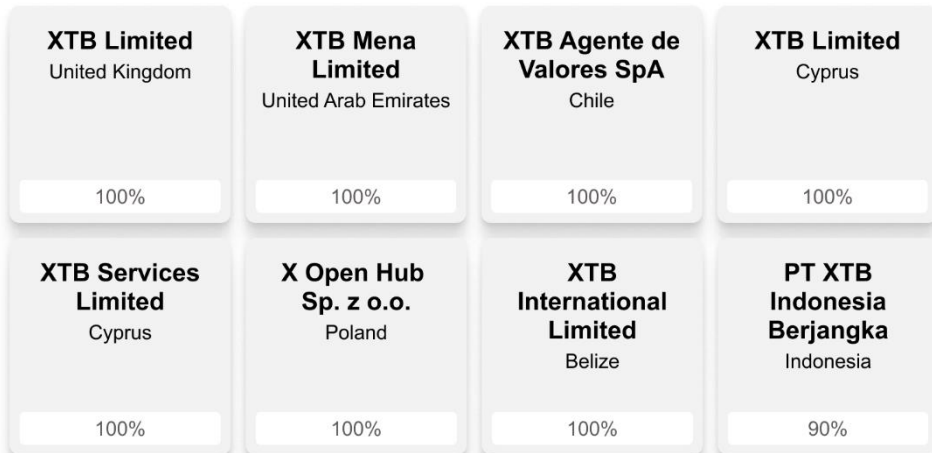 XTB Limited
United Kingdom
100%
XTB Mena
Limited
United Arab Emirates
100%
XTB Agente de
Valores SpA
Chile
100%
XTB Limited
Cyprus
100%
XTB Services
Limited
Cyprus
100%
X Open Hub
Sp. z o.o.
Poland
100%
XTB
International
Limited
Belize
100%
PT XTB
Indonesia
Berjangka
Indonesia
90%